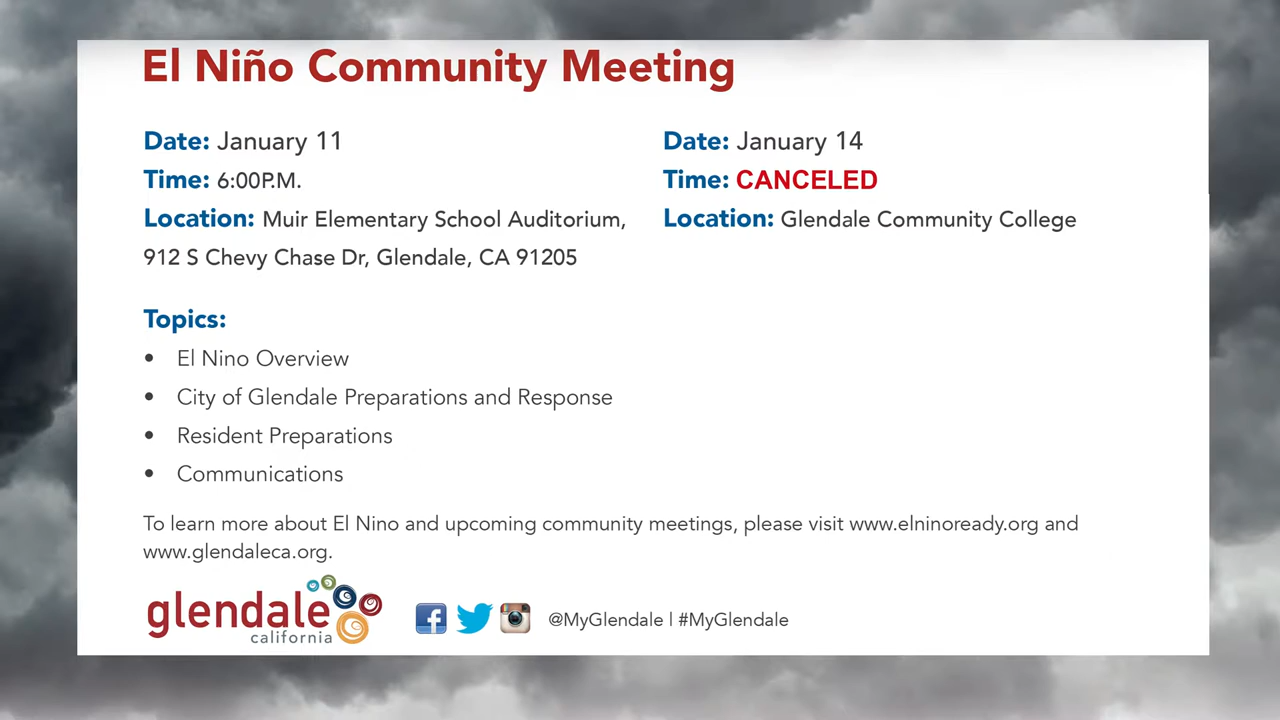 El Niño Community Meeting
Date: January 11
Time: 6:00P.M.
Location: Muir Elementary School Auditorium,
912 S Chevy Chase Dr, Glendale, CA 91205
Date: January 14
Time: CANCELED
Location: Glendale Community College
Topics:
• El Nino Overview
• City of Glendale Preparations and Response
• Resident Preparations
• Communications
To learn more about El Nino and upcoming community meetings, please visit www.elninoready.org and
www.glendaleca.org.
glendale
california
@MyGlendale | #MyGlendale